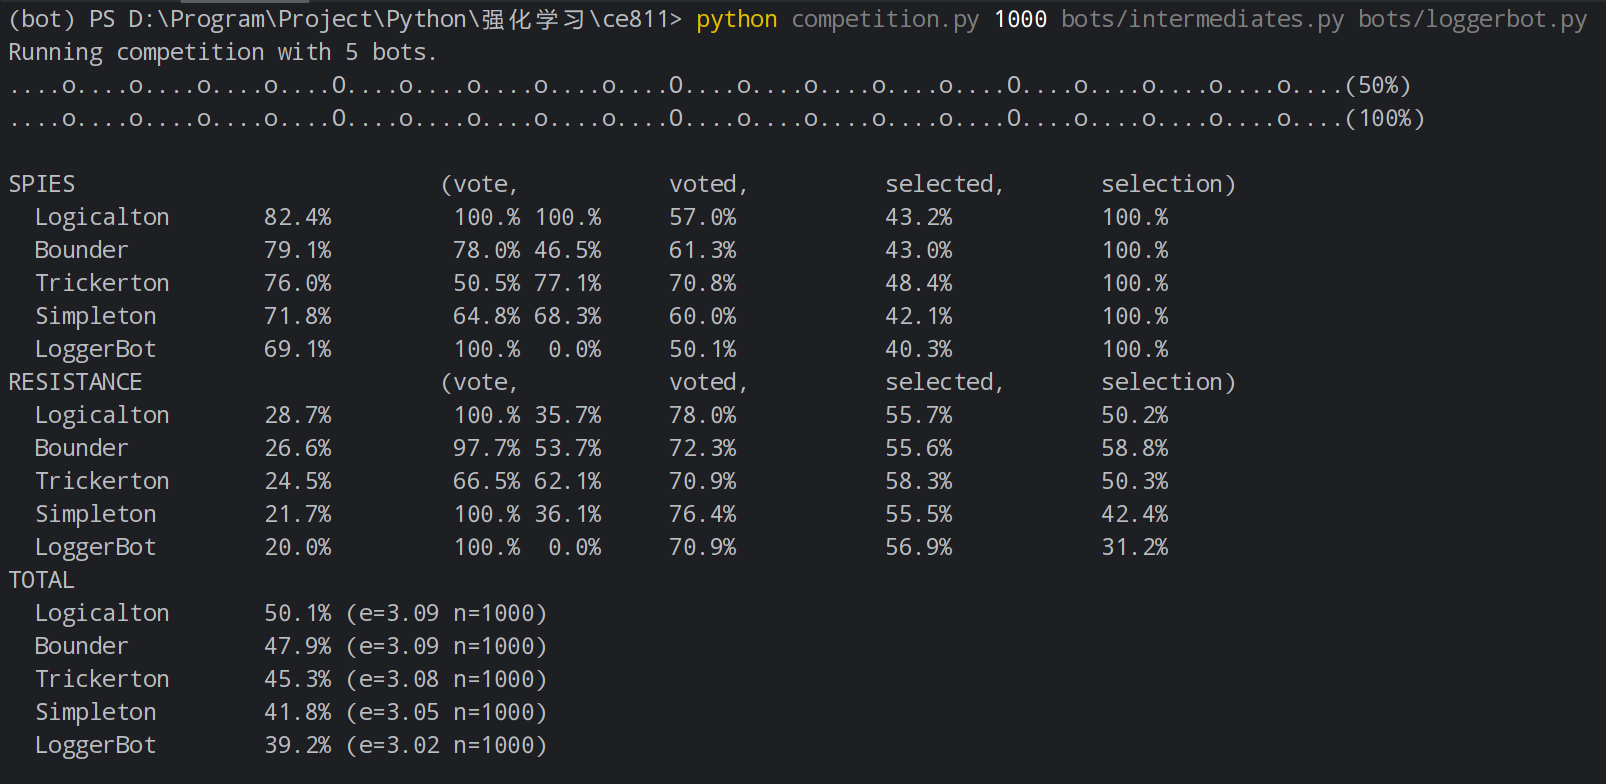 (bot) PS D:\Program\Project\Python\强化学习\ce811> python competition.py 1000 bots/intermediates.py bots/loggerbot.py
Running competition with 5 bots.
....o....o....o....o....O....o....o....o....o....O....o....o....o....o....O....o....o....o....o....(50%)
....o....o....o....o....O....o....o....o....o....O....o....o....o....o....O....o....o....o....o....(100%)
SPIES (vote, voted, selected, selection)
Logicalton 82.4% 100.% 100.% 57.0% 43.2% 100.%
Bounder 79.1% 78.0% 46.5% 61.3% 43.0% 100.%
Trickerton 76.0% 50.5% 77.1% 70.8% 48.4% 100.%
Simpleton 71.8% 64.8% 68.3% 60.0% 42.1% 100.%
LoggerBot 69.1% 100.% 0.0% 50.1% 40.3% 100.%
RESISTANCE (vote, voted, selected, selection)
Logicalton 28.7% 100.% 35.7% 78.0% 55.7% 50.2%
Bounder 26.6% 97.7% 53.7% 72.3% 55.6% 58.8%
Trickerton 24.5% 66.5% 62.1% 70.9% 58.3% 50.3%
Simpleton 21.7% 100.% 36.1% 76.4% 55.5% 42.4%
LoggerBot 20.0% 100.% 0.0% 70.9% 56.9% 31.2%
TOTAL
Logicalton 50.1% (e=3.09 n=1000)
Bounder 47.9% (e=3.09 n=1000)
Trickerton 45.3% (e=3.08 n=1000)
Simpleton 41.8% (e=3.05 n=1000)
LoggerBot 39.2% (e=3.02 n=1000)